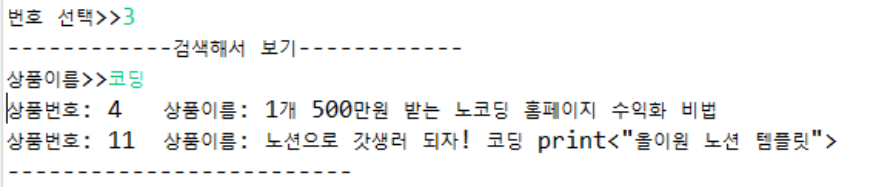 번호 선택>>3
------------검색해서 보기------------
상품이름>>코딩
상품번호: 4 상품이름: 1개 500만원 받는 노코딩 홈페이지 수익화 비법
상품번호: 11 상품이름: 노션으로 갓생러 되자! 코딩 print<"올이원 노션 템플릿">
--------------------------